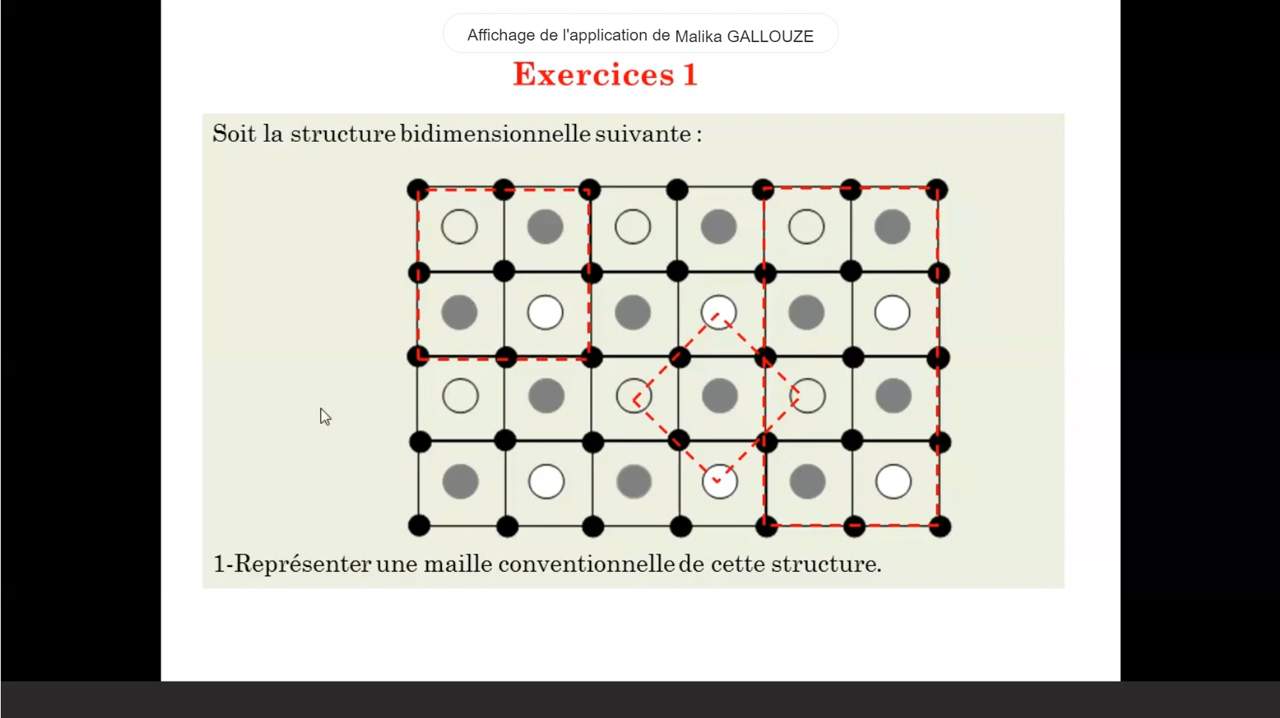 Affichage de l'application de Malika GALLOUZE
Exercices 1
Soit la structure bidimensionnelle suivante :
1-Représenter une maille conventionnelle de cette structure.